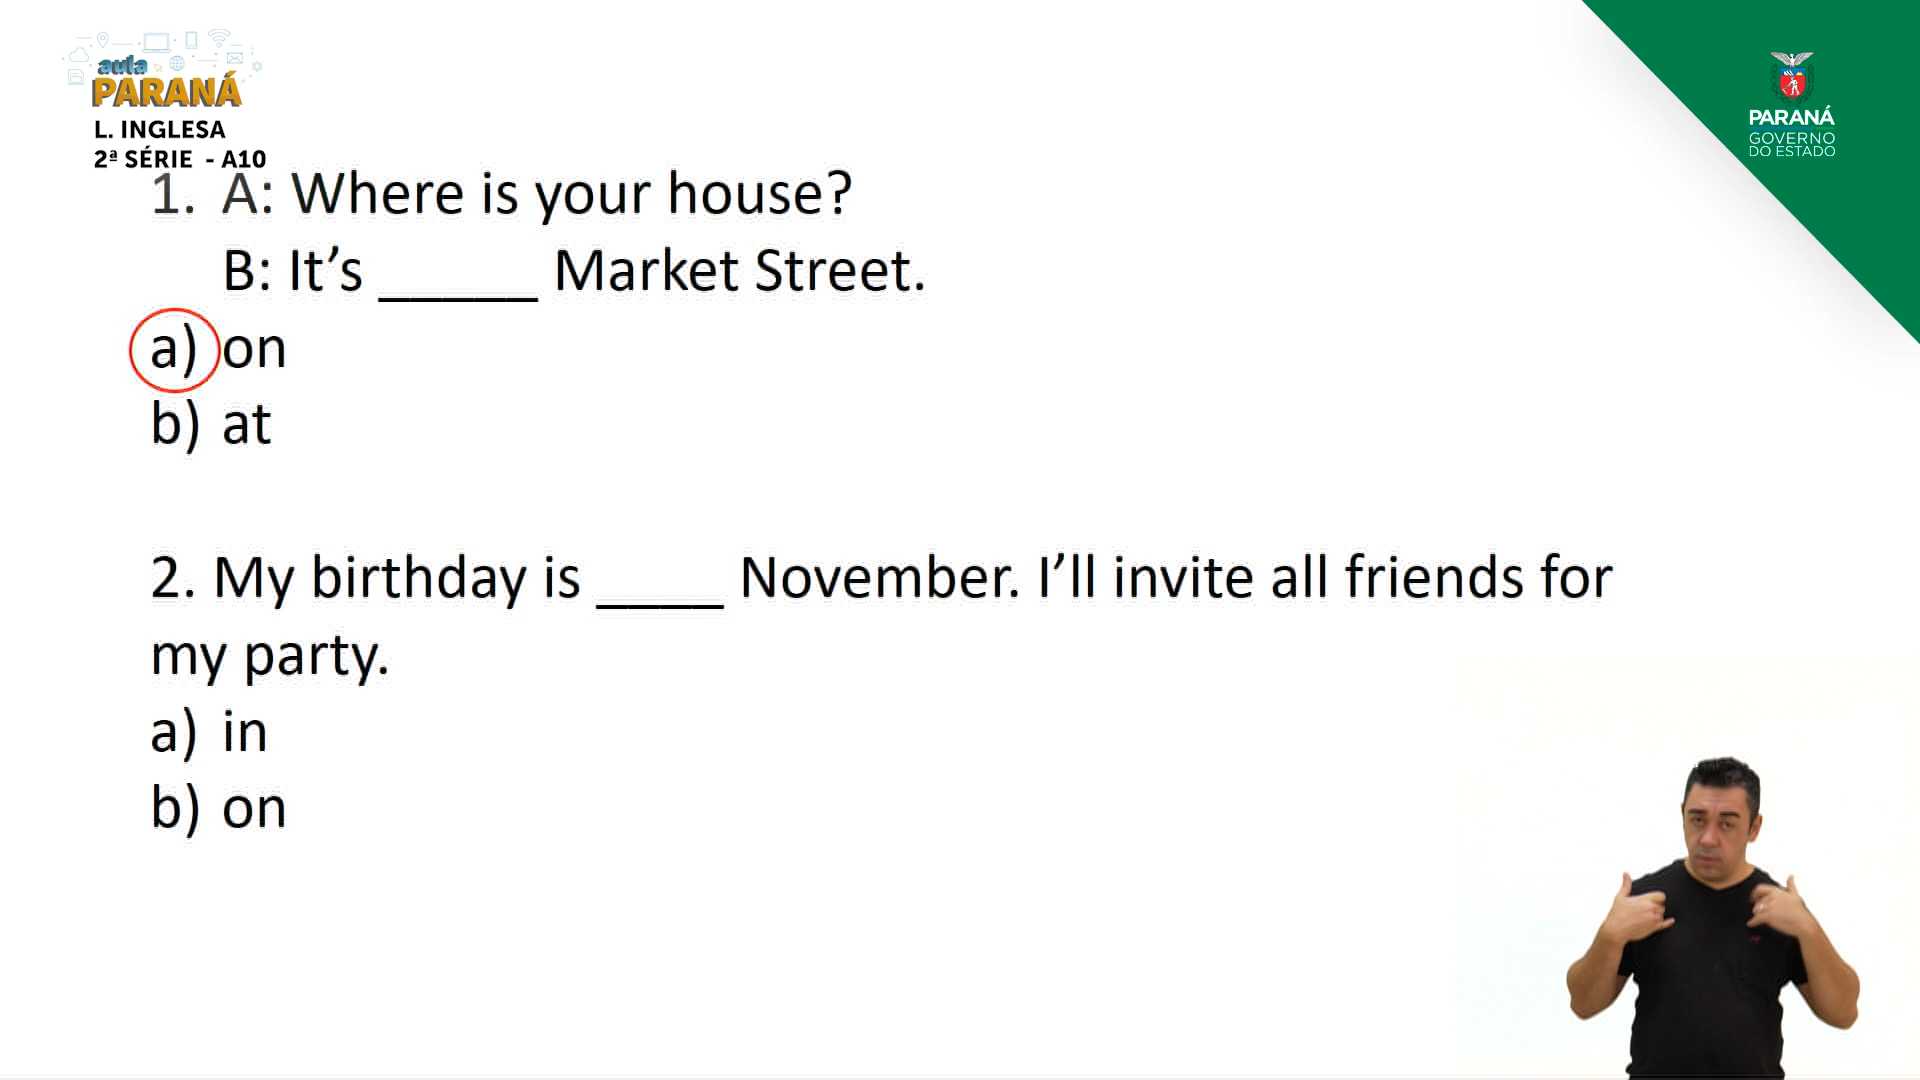 aula
PARANÁ
L. INGLESA
2ª SÉRIE - A10
PARANÁ
GOVERNO
DO ESTADO
1. A: Where is your house?
B: It’s _____ Market Street.
a) on
b) at
2. My birthday is ____ November. I’ll invite all friends for
my party.
a) in
b) on